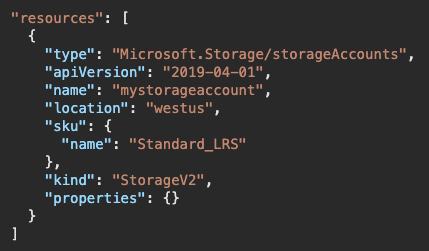 "resources": [
  {
    "type": "Microsoft.Storage/storageAccounts",
    "apiVersion": "2019-04-01",
    "name": "mystorageaccount",
    "location": "westus",
    "sku": {
      "name": "Standard_LRS"
    },
    "kind": "StorageV2",
    "properties": {}
  }
]